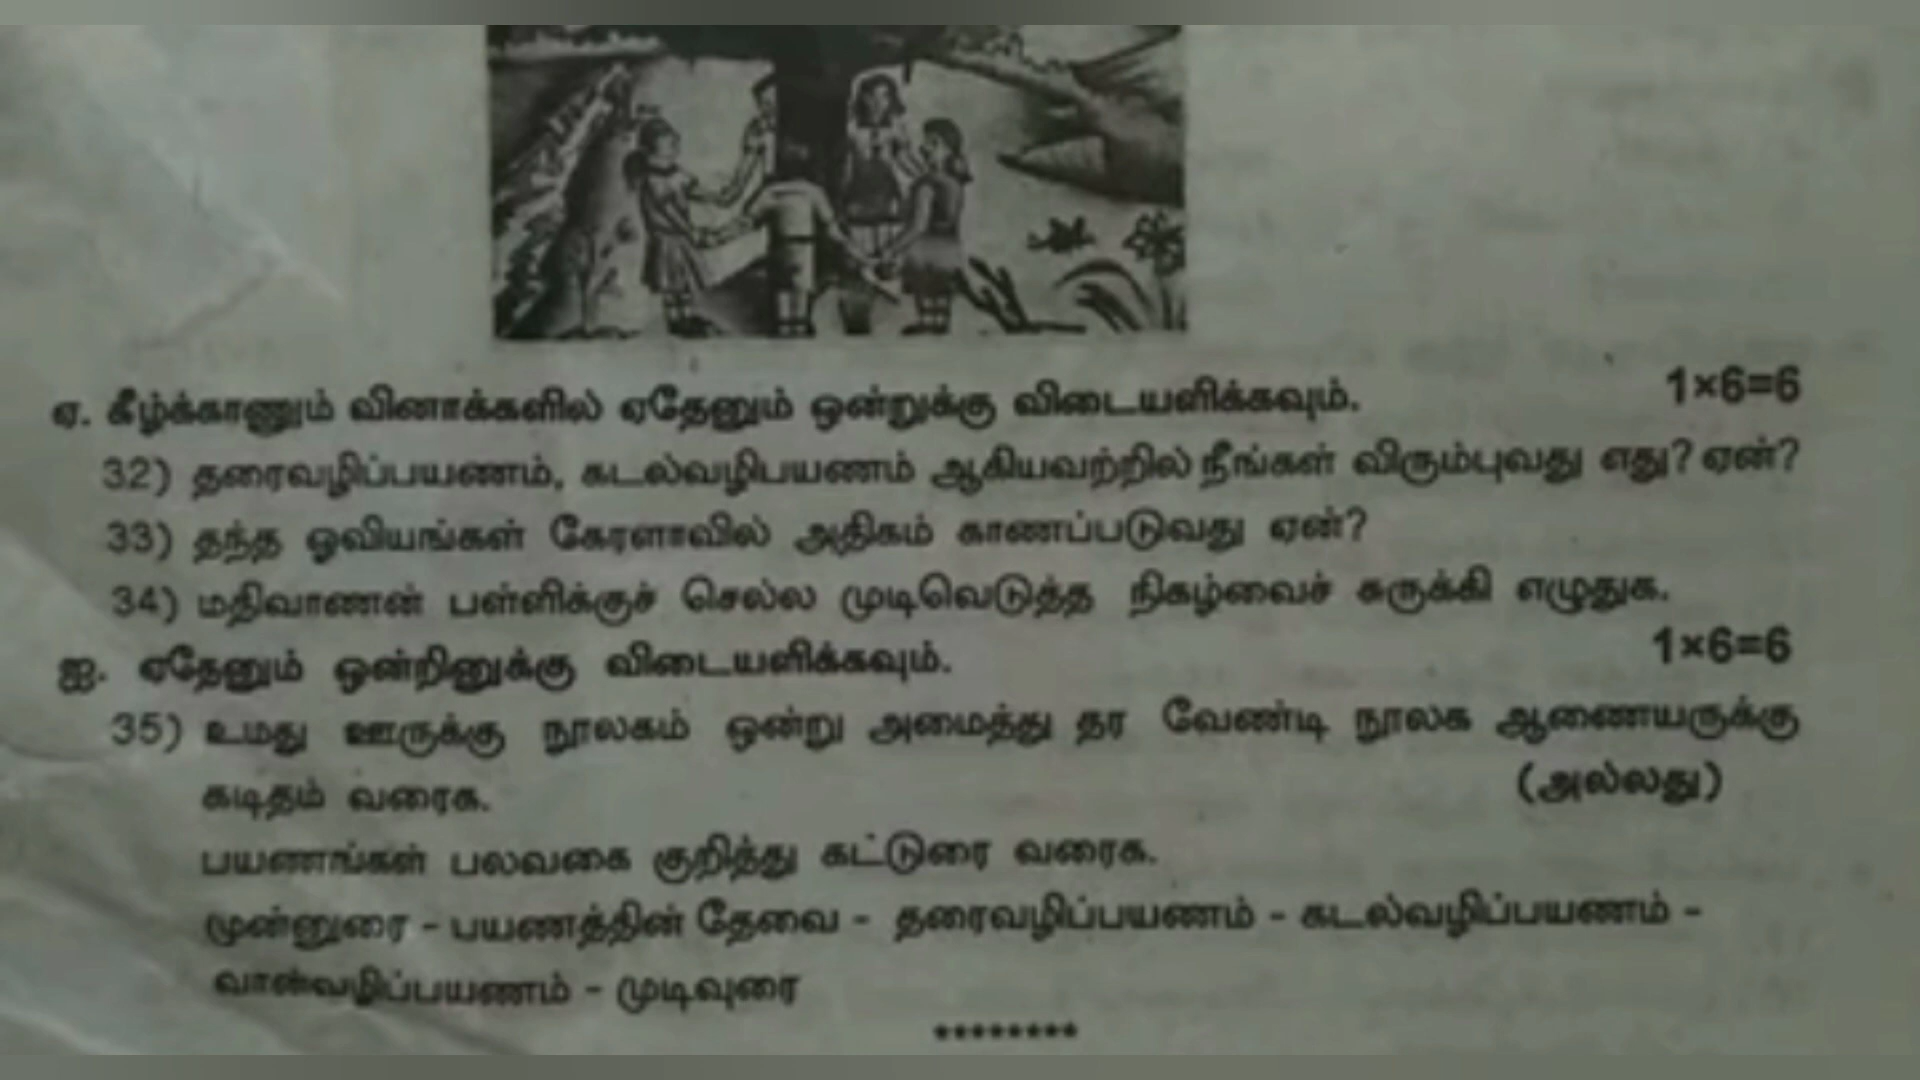 ஏ. கீழ்க்காணும் வினாக்களில் ஏதேனும் ஒன்றுக்கு விடையளிக்கவும். 1×6=6
32) தரைவழிப்பயணம், கடல்வழிபயணம் ஆகியவற்றில் நீங்கள் விரும்புவது எது? ஏன்?
33) தந்த ஓவியங்கள் கேரளாவில் அதிகம் காணப்படுவது ஏன்?
34) மதிவாணன் பள்ளிக்குச் செல்ல முடிவெடுத்த நிகழ்வைச் சுருக்கி எழுதுக.
ஐ. ஏதேனும் ஒன்றினுக்கு விடையளிக்கவும். 1×6=6
35) உமது ஊருக்கு நூலகம் ஒன்று அமைத்து தர வேண்டி நூலக ஆணையருக்கு
கடிதம் வரைக. (அல்லது)
பயணங்கள் பலவகை குறித்து கட்டுரை வரைக.
முன்னுரை - பயணத்தின் தேவை - தரைவழிப்பயணம் - கடல்வழிப்பயணம் -
வான்வழிப்பயணம் - முடிவுரை
********